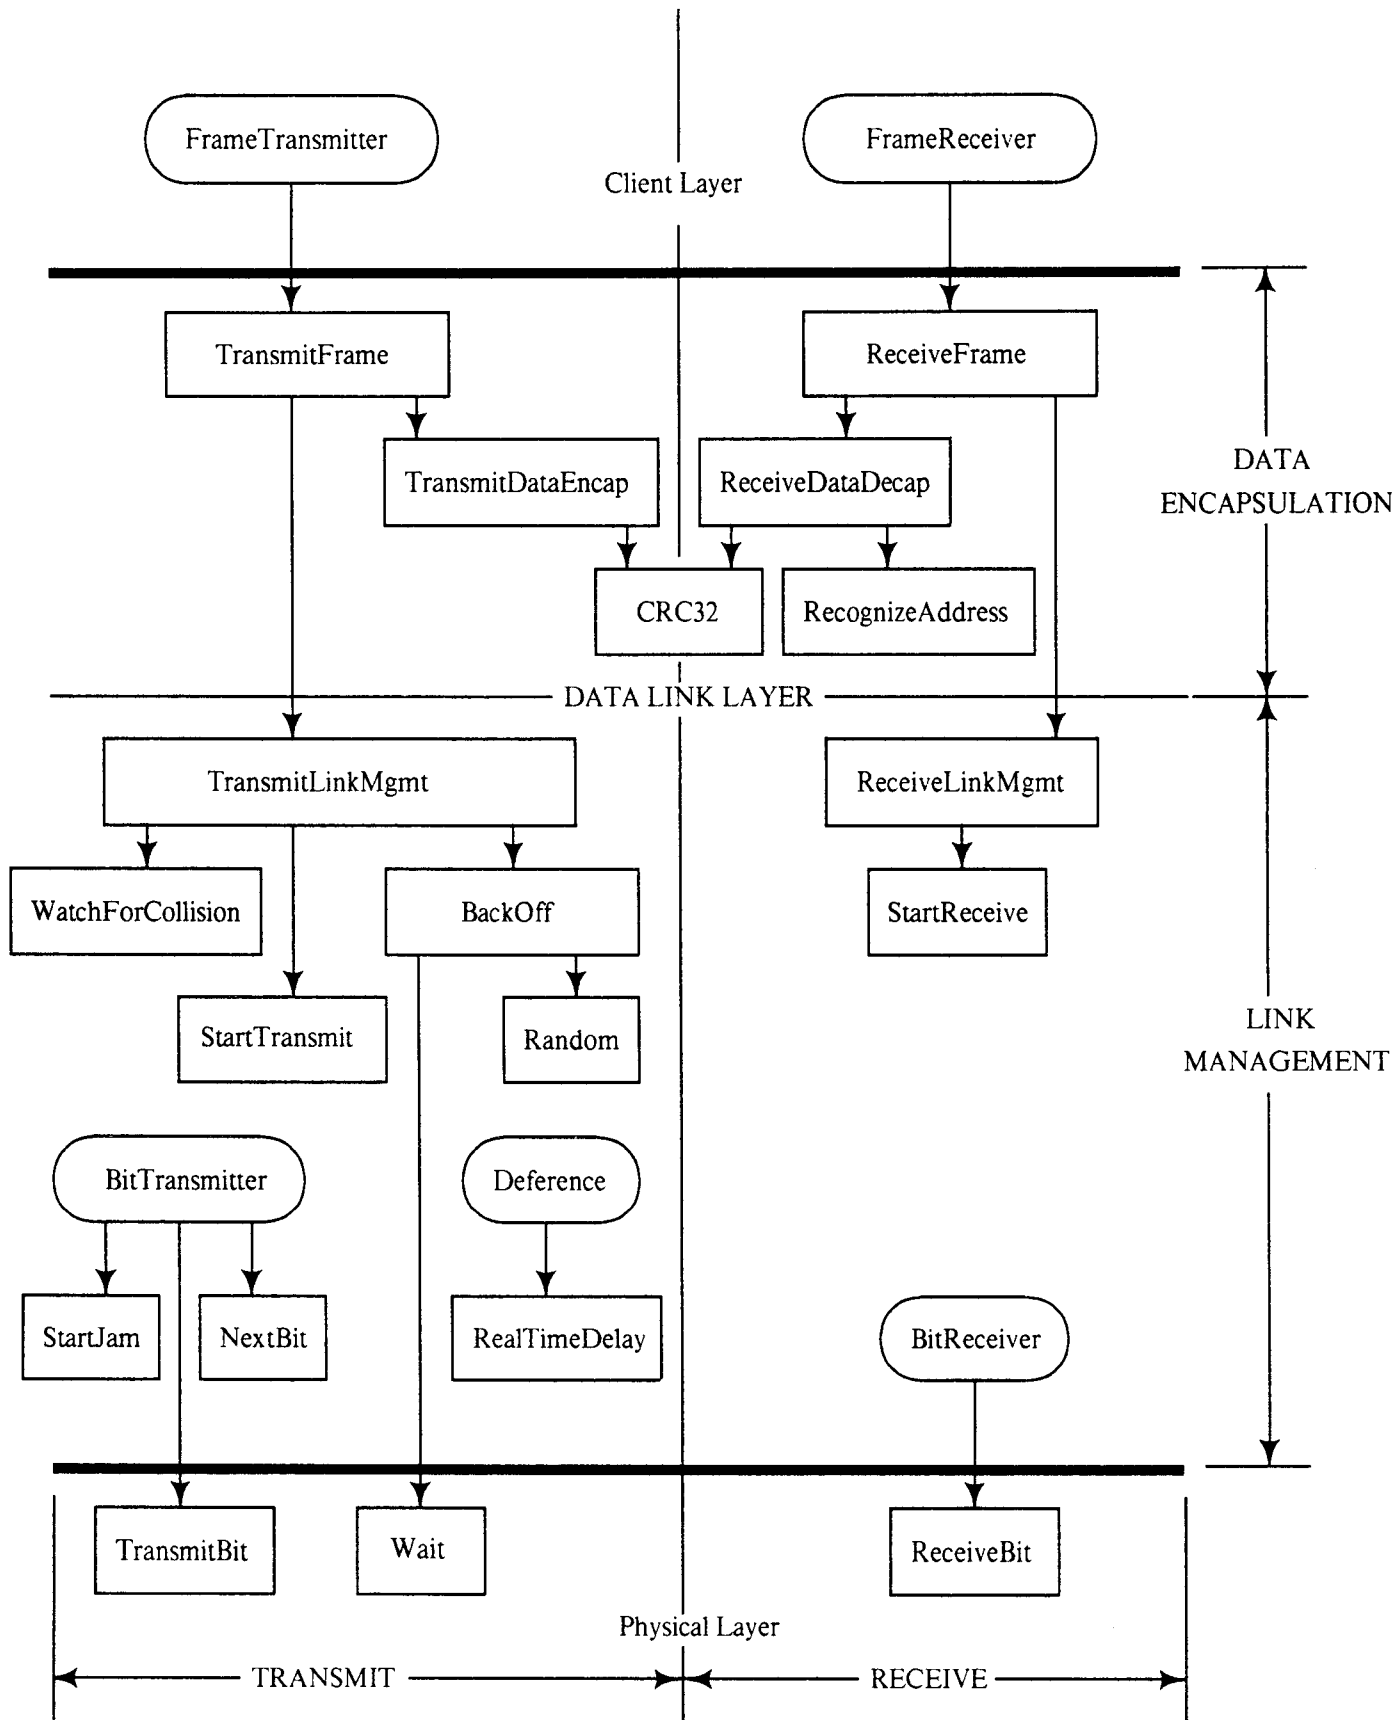 FrameTransmitter
FrameReceiver
Client Layer
TransmitFrame
ReceiveFrame
DATA
ENCAPSULATION
TransmitDataEncap
ReceiveDataDecap
CRC32
RecognizeAddress
DATA LINK LAYER
TransmitLinkMgmt
ReceiveLinkMgmt
WatchForCollision
BackOff
StartReceive
StartTransmit
Random
LINK
MANAGEMENT
BitTransmitter
Deference
StartJam
NextBit
RealTimeDelay
BitReceiver
TransmitBit
Wait
ReceiveBit
Physical Layer
TRANSMIT
RECEIVE